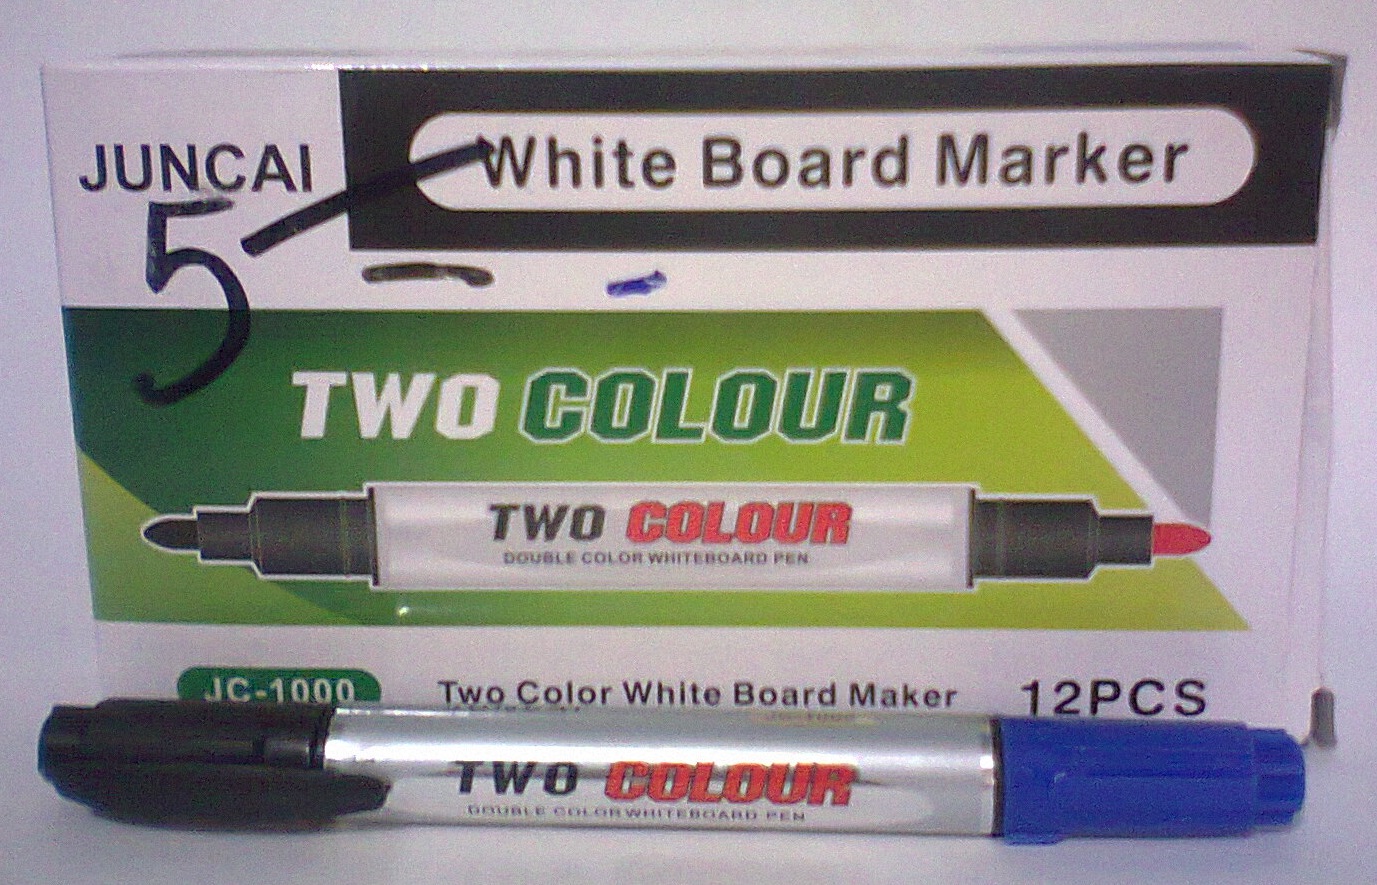 JUNCAI
White Board Marker
5
TWO COLOUR
TWO COLOUR
DOUBLE COLOR WHITEBOARD PEN
JC-1000
Two Color White Board Maker
12PCS
TWO COLOUR
DOUBLE COLOR WHITEBOARD PEN